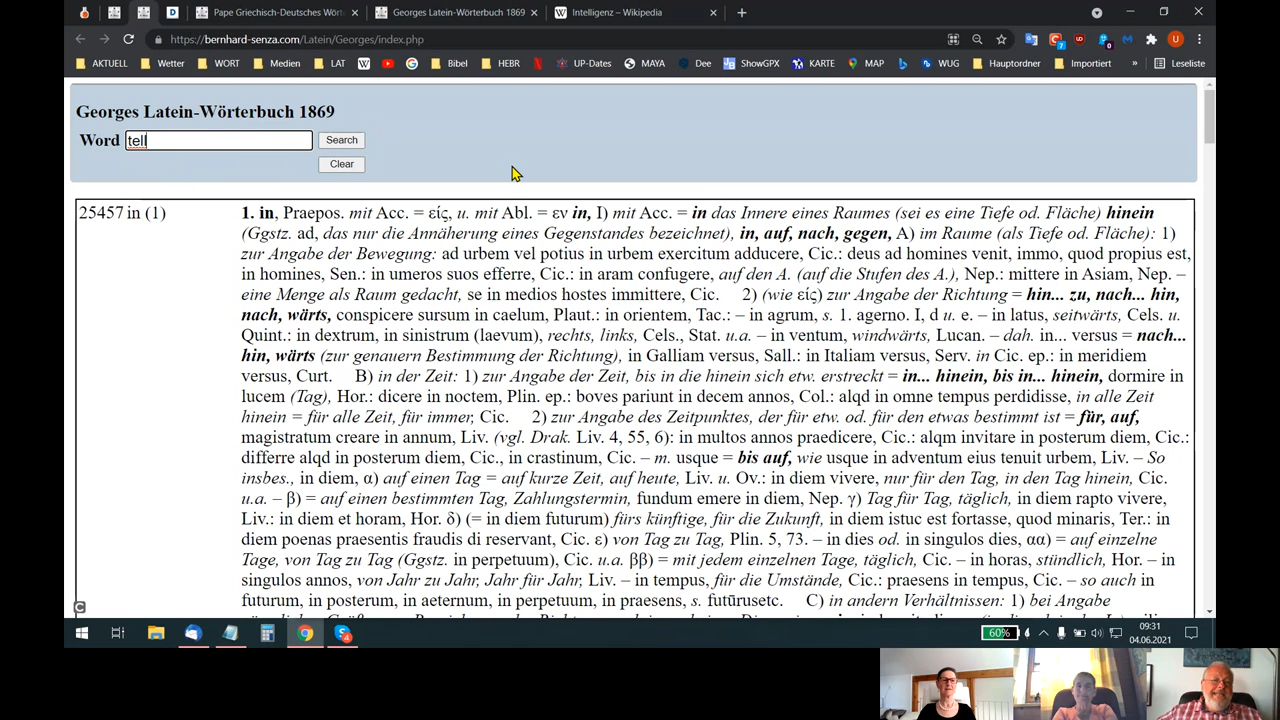 Pape Griechisch-Deutsches Wört
Georges Latein-Wörterbuch 1869
Intelligenz – Wikipedia
https://bernhard-senza.com/Latein/Georges/index.php
AKTUELL Wetter WORT Medien LAT Bibel HEBR UP-Dates MAYA Dee ShowGPX KARTE MAP WUG Hauptordner Importiert » Leseliste
Georges Latein-Wörterbuch 1869
Word tell Search
Clear
25457 in (1) 1. in, Praepos. mit Acc. = είς, u. mit Abl. = εν in, I) mit Acc. = in das Innere eines Raumes (sei es eine Tiefe od. Fläche) hinein
(Ggstz. ad, das nur die Annäherung eines Gegenstandes bezeichnet), in, auf, nach, gegen, A) im Raume (als Tiefe od. Fläche): 1)
zur Angabe der Bewegung: ad urbem vel potius in urbem exercitum adducere, Cic.: deus ad homines venit, immo, quod propius est,
in homines, Sen.: in umeros suos efferre, Cic.: in aram confugere, auf den A. (auf die Stufen des A.), Nep.: mittere in Asiam, Nep. –
eine Menge als Raum gedacht, se in medios hostes immittere, Cic. 2) (wie είς) zur Angabe der Richtung = hin... zu, nach... hin,
nach, wärts, conspicere sursum in caelum, Plaut.: in orientem, Tac.: – in agrum, s. 1. agerno. I, d u. e. – in latus, seitwärts, Cels. u.
Quint.: in dextrum, in sinistrum (laevum), rechts, links, Cels., Stat. u.a. – in ventum, windwärts, Lucan. – dah. in... versus = nach...
hin, wärts (zur genauern Bestimmung der Richtung), in Galliam versus, Sall.: in Italiam versus, Serv. in Cic. ep.: in meridiem
versus, Curt. B) in der Zeit: 1) zur Angabe der Zeit, bis in die hinein sich etw. erstreckt = in... hinein, bis in... hinein, dormire in
lucem (Tag), Hor.: dicere in noctem, Plin. ep.: boves pariunt in decem annos, Col.: alqd in omne tempus perdidisse, in alle Zeit
hinein = für alle Zeit, für immer, Cic. 2) zur Angabe des Zeitpunktes, der für etw. od. für den etwas bestimmt ist = für, auf,
magistratum creare in annum, Liv. (vgl. Drak. Liv. 4, 55, 6): in multos annos praedicere, Cic.: alqm invitare in posterum diem, Cic.:
differre alqd in posterum diem, Cic., in crastinum, Cic. – m. usque = bis auf, wie usque in adventum eius tenuit urbem, Liv. – So
insbes., in diem, α) auf einen Tag = auf kurze Zeit, auf heute, Liv. u. Ov.: in diem vivere, nur für den Tag, in den Tag hinein, Cic.
u.a. – β) = auf einen bestimmten Tag, Zahlungstermin, fundum emere in diem, Nep. γ) Tag für Tag, täglich, in diem rapto vivere,
Liv.: in diem et horam, Hor. δ) (= in diem futurum) fürs künftige, für die Zukunft, in diem istuc est fortasse, quod minaris, Ter.: in
diem poenas praesentis fraudis di reservant, Cic. ε) von Tag zu Tag, Plin. 5, 73. – in dies od. in singulos dies, αα) = auf einzelne
Tage, von Tag zu Tag (Ggstz. in perpetuum), Cic. u.a. ββ) = mit jedem einzelnen Tage, täglich, Cic. – in horas, stündlich, Hor. – in
singulos annos, von Jahr zu Jahr, Jahr für Jahr, Liv. – in tempus, für die Umstände, Cic.: praesens in tempus, Cic. – so auch in
futurum, in posterum, in aeternum, in perpetuum, in praesens, s. futūrusetc. C) in andern Verhältnissen: 1) bei Angabe
60% 09:31
04.06.2021